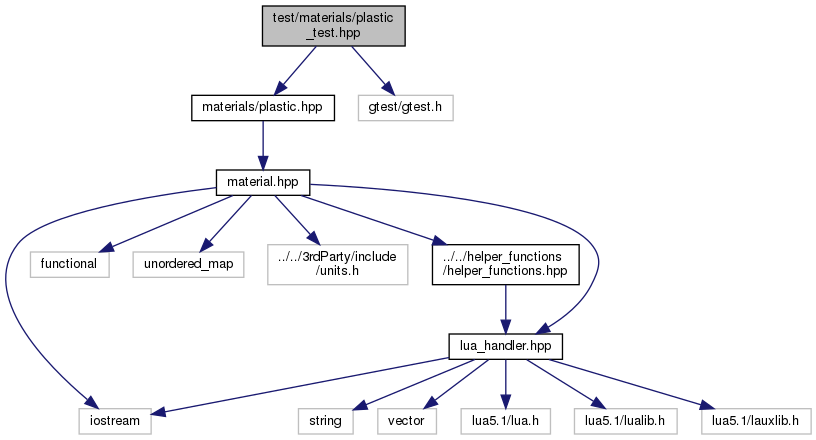 test/materials/plastic
_test.hpp
materials/plastic.hpp
gtest/gtest.h
material.hpp
functional
unordered_map
../../3rdParty/include
/units.h
../../helper_functions
/helper_functions.hpp
lua_handler.hpp
iostream
string
vector
lua5.1/lua.h
lua5.1/lualib.h
lua5.1/lauxlib.h